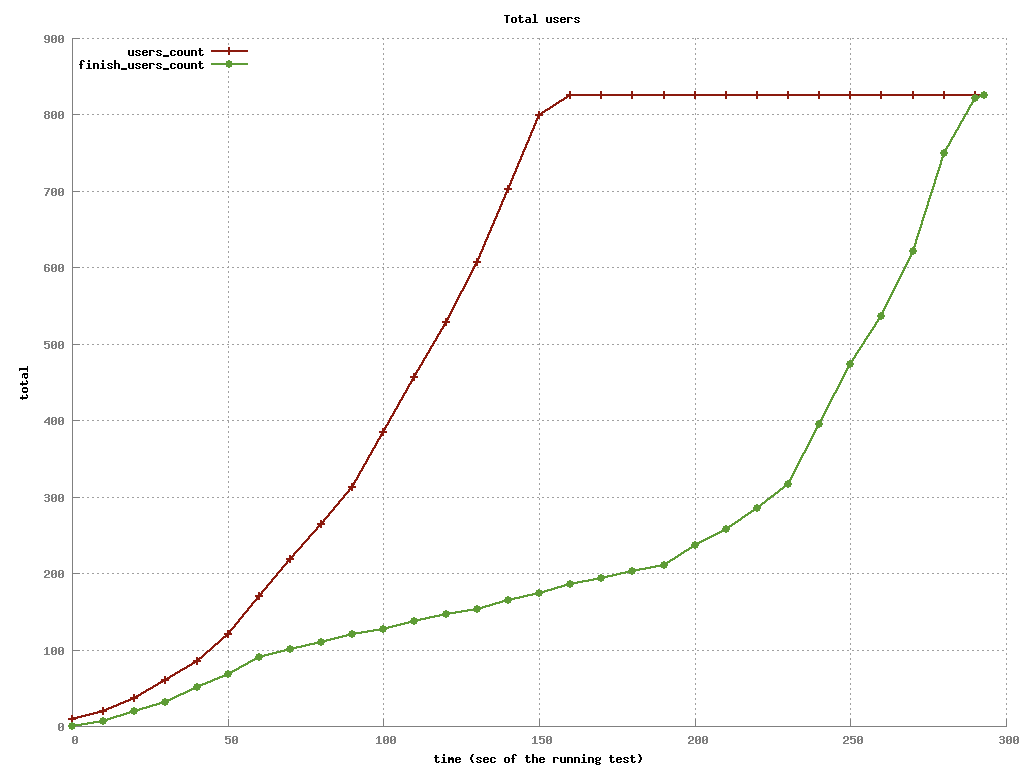 Total users
users_count
finish_users_count
900
800
700
600
500
400
300
200
100
0
total
0 50 100 150 200 250 300
time (sec of the running test)